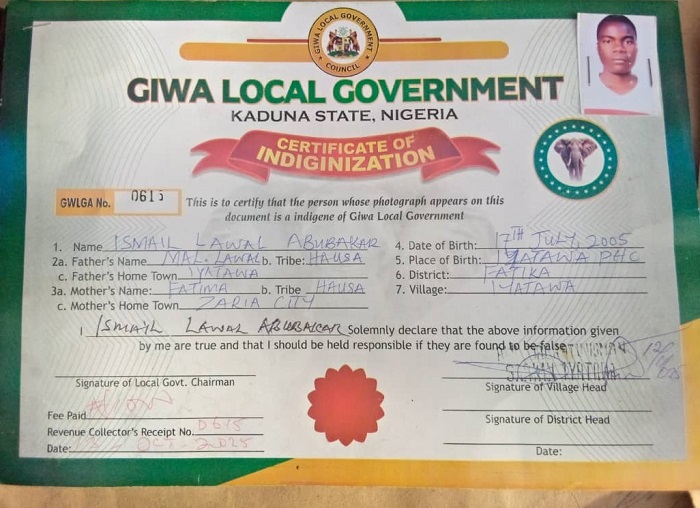 GIWA LOCAL GOVERNMENT
COUNCIL
GIWA LOCAL GOVERNMENT
KADUNA STATE, NIGERIA
CERTIFICATE OF
INDIGINIZATION
GWLGA No. 0615
This is to certify that the person whose photograph appears on this
document is a indigene of Giwa Local Government
1. Name ISMAIL LAWAL ABUBAKAR 4. Date of Birth: 17TH JULY, 2005
2a. Father's Name MAL. LAWAL b. Tribe: HAUSA 5. Place of Birth: IYATAWA PHC
c. Father's Home Town IYATAWA 6. District: FATIKA
3a. Mother's Name: FATIMA b. Tribe HAUSA 7. Village: IYATAWA
c. Mother's Home Town ZARIA CITY
I ISMAIL LAWAL ABUBAKAR Solemnly declare that the above information given
by me are true and that I should be held responsible if they are found to be false
Signature of Local Govt. Chairman
Signature of Village Head
Fee Paid
Signature of District Head
Revenue Collector's Receipt No. 0615
Date: 2025
Date: